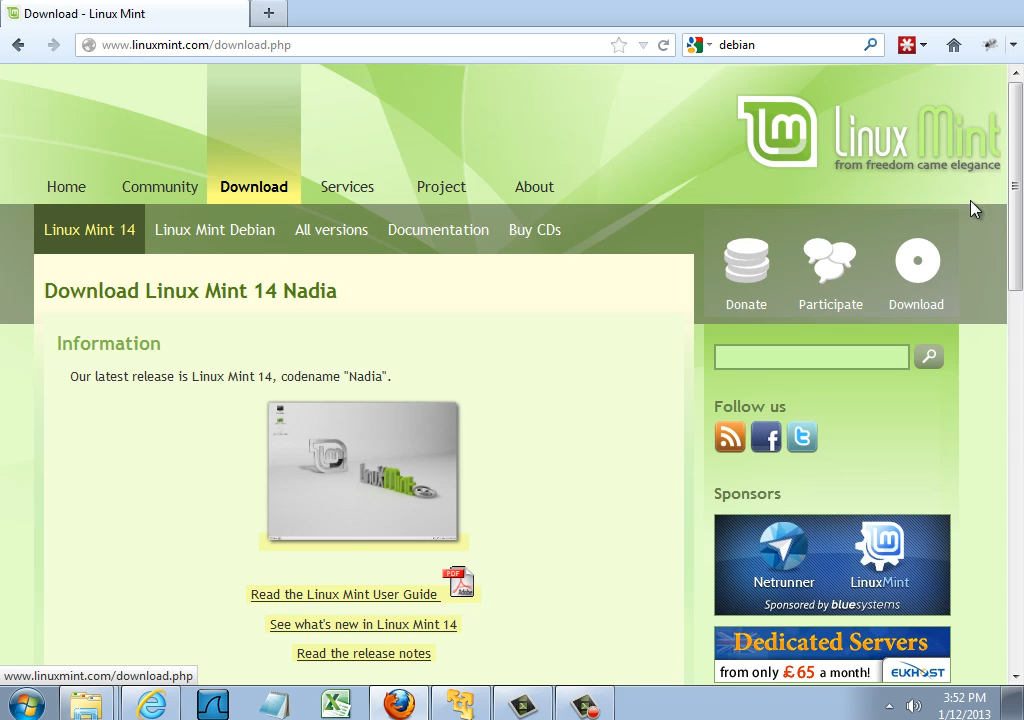 Download - Linux Mint
www.linuxmint.com/download.php
debian
Linux Mint
from freedom came elegance
Home
Community
Download
Services
Project
About
Linux Mint 14
Linux Mint Debian
All versions
Documentation
Buy CDs
Donate
Participate
Download
Download Linux Mint 14 Nadia
Information
Our latest release is Linux Mint 14, codename "Nadia".
Linux Mint
PDF
Adobe
Read the Linux Mint User Guide
See what's new in Linux Mint 14
Read the release notes
Follow us
Sponsors
Netrunner
LinuxMint
Sponsored by bluesystems
Dedicated Servers
from only £65 a month!
EUKHOST
www.linuxmint.com/download.php
3:52 PM
1/12/2013